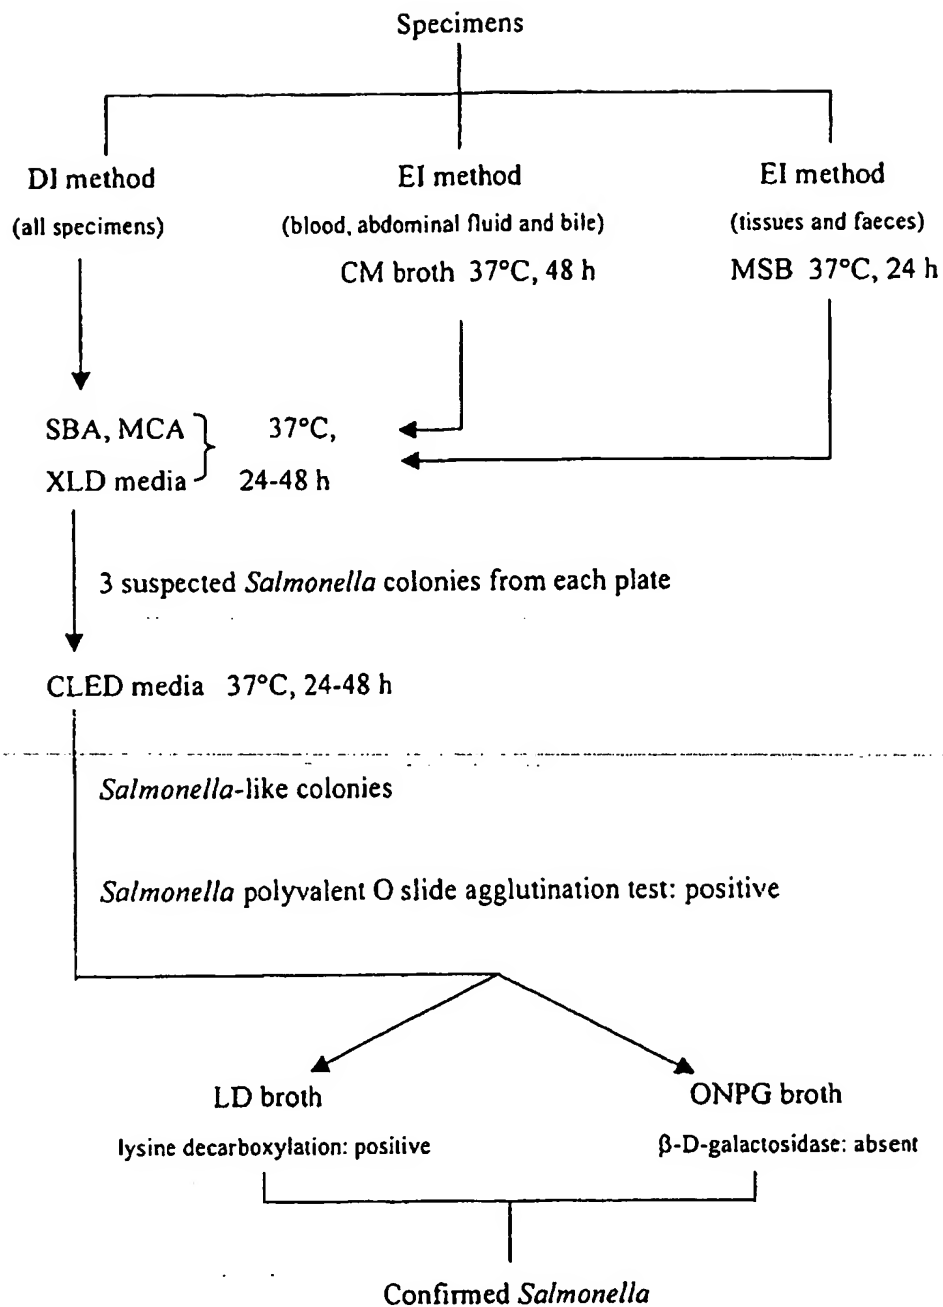 Specimens
DI method
(all specimens)
EI method
(blood, abdominal fluid and bile)
CM broth 37°C, 48 h
EI method
(tissues and faeces)
MSB 37°C, 24 h
SBA, MCA
XLD media
37°C,
24-48 h
3 suspected Salmonella colonies from each plate
CLED media 37°C, 24-48 h
Salmonella-like colonies
Salmonella polyvalent O slide agglutination test: positive
LD broth
lysine decarboxylation: positive
ONPG broth
β-D-galactosidase: absent
Confirmed Salmonella